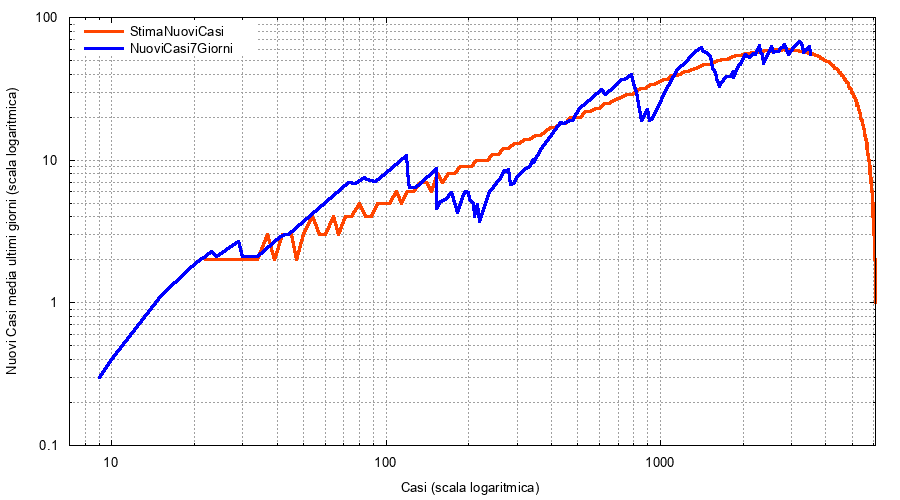 100
StimaNuoviCasi
NuoviCasi7Giorni
10
1
0.1
Nuovi Casi media ultimi giorni (scala logaritmica)
10
100
1000
Casi (scala logaritmica)